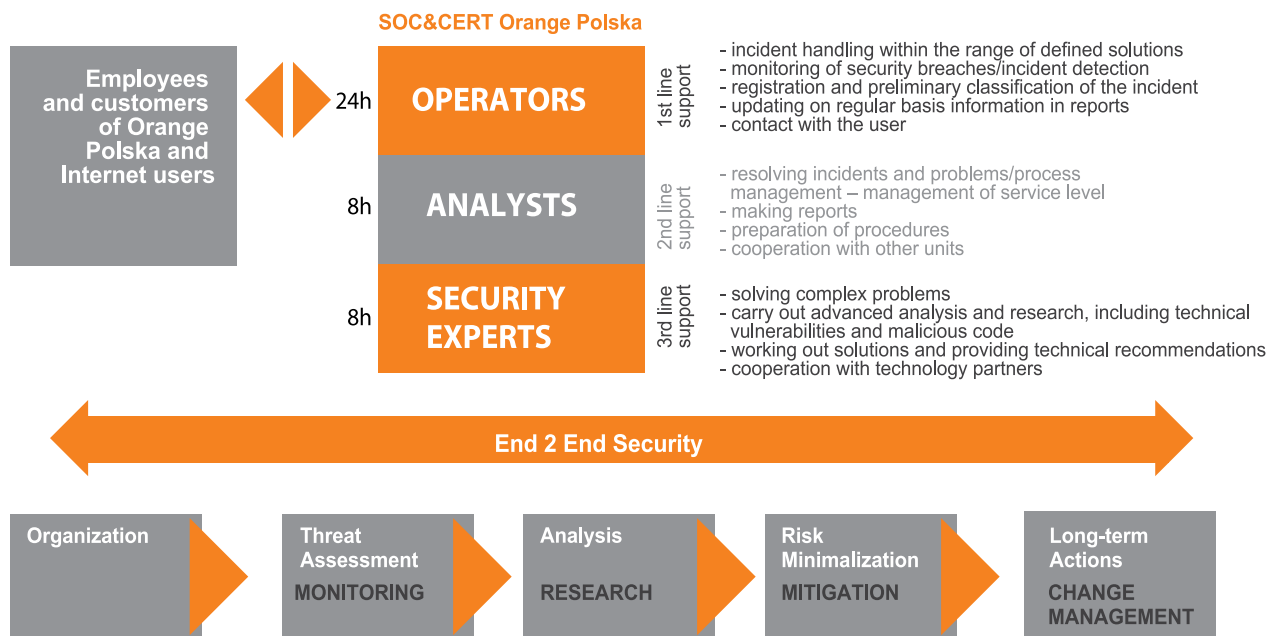 SOC&CERT Orange Polska
Employees
and customers
of Orange
Polska and
Internet users
24h
OPERATORS
1st line
support
- incident handling within the range of defined solutions
- monitoring of security breaches/incident detection
- registration and preliminary classification of the incident
- updating on regular basis information in reports
- contact with the user
8h
ANALYSTS
2nd line
support
- resolving incidents and problems/process
management – management of service level
- making reports
- preparation of procedures
- cooperation with other units
8h
SECURITY
EXPERTS
3rd line
support
- solving complex problems
- carry out advanced analysis and research, including technical
vulnerabilities and malicious code
- working out solutions and providing technical recommendations
- cooperation with technology partners
End 2 End Security
Organization
Threat
Assessment
MONITORING
Analysis
RESEARCH
Risk
Minimalization
MITIGATION
Long-term
Actions
CHANGE
MANAGEMENT